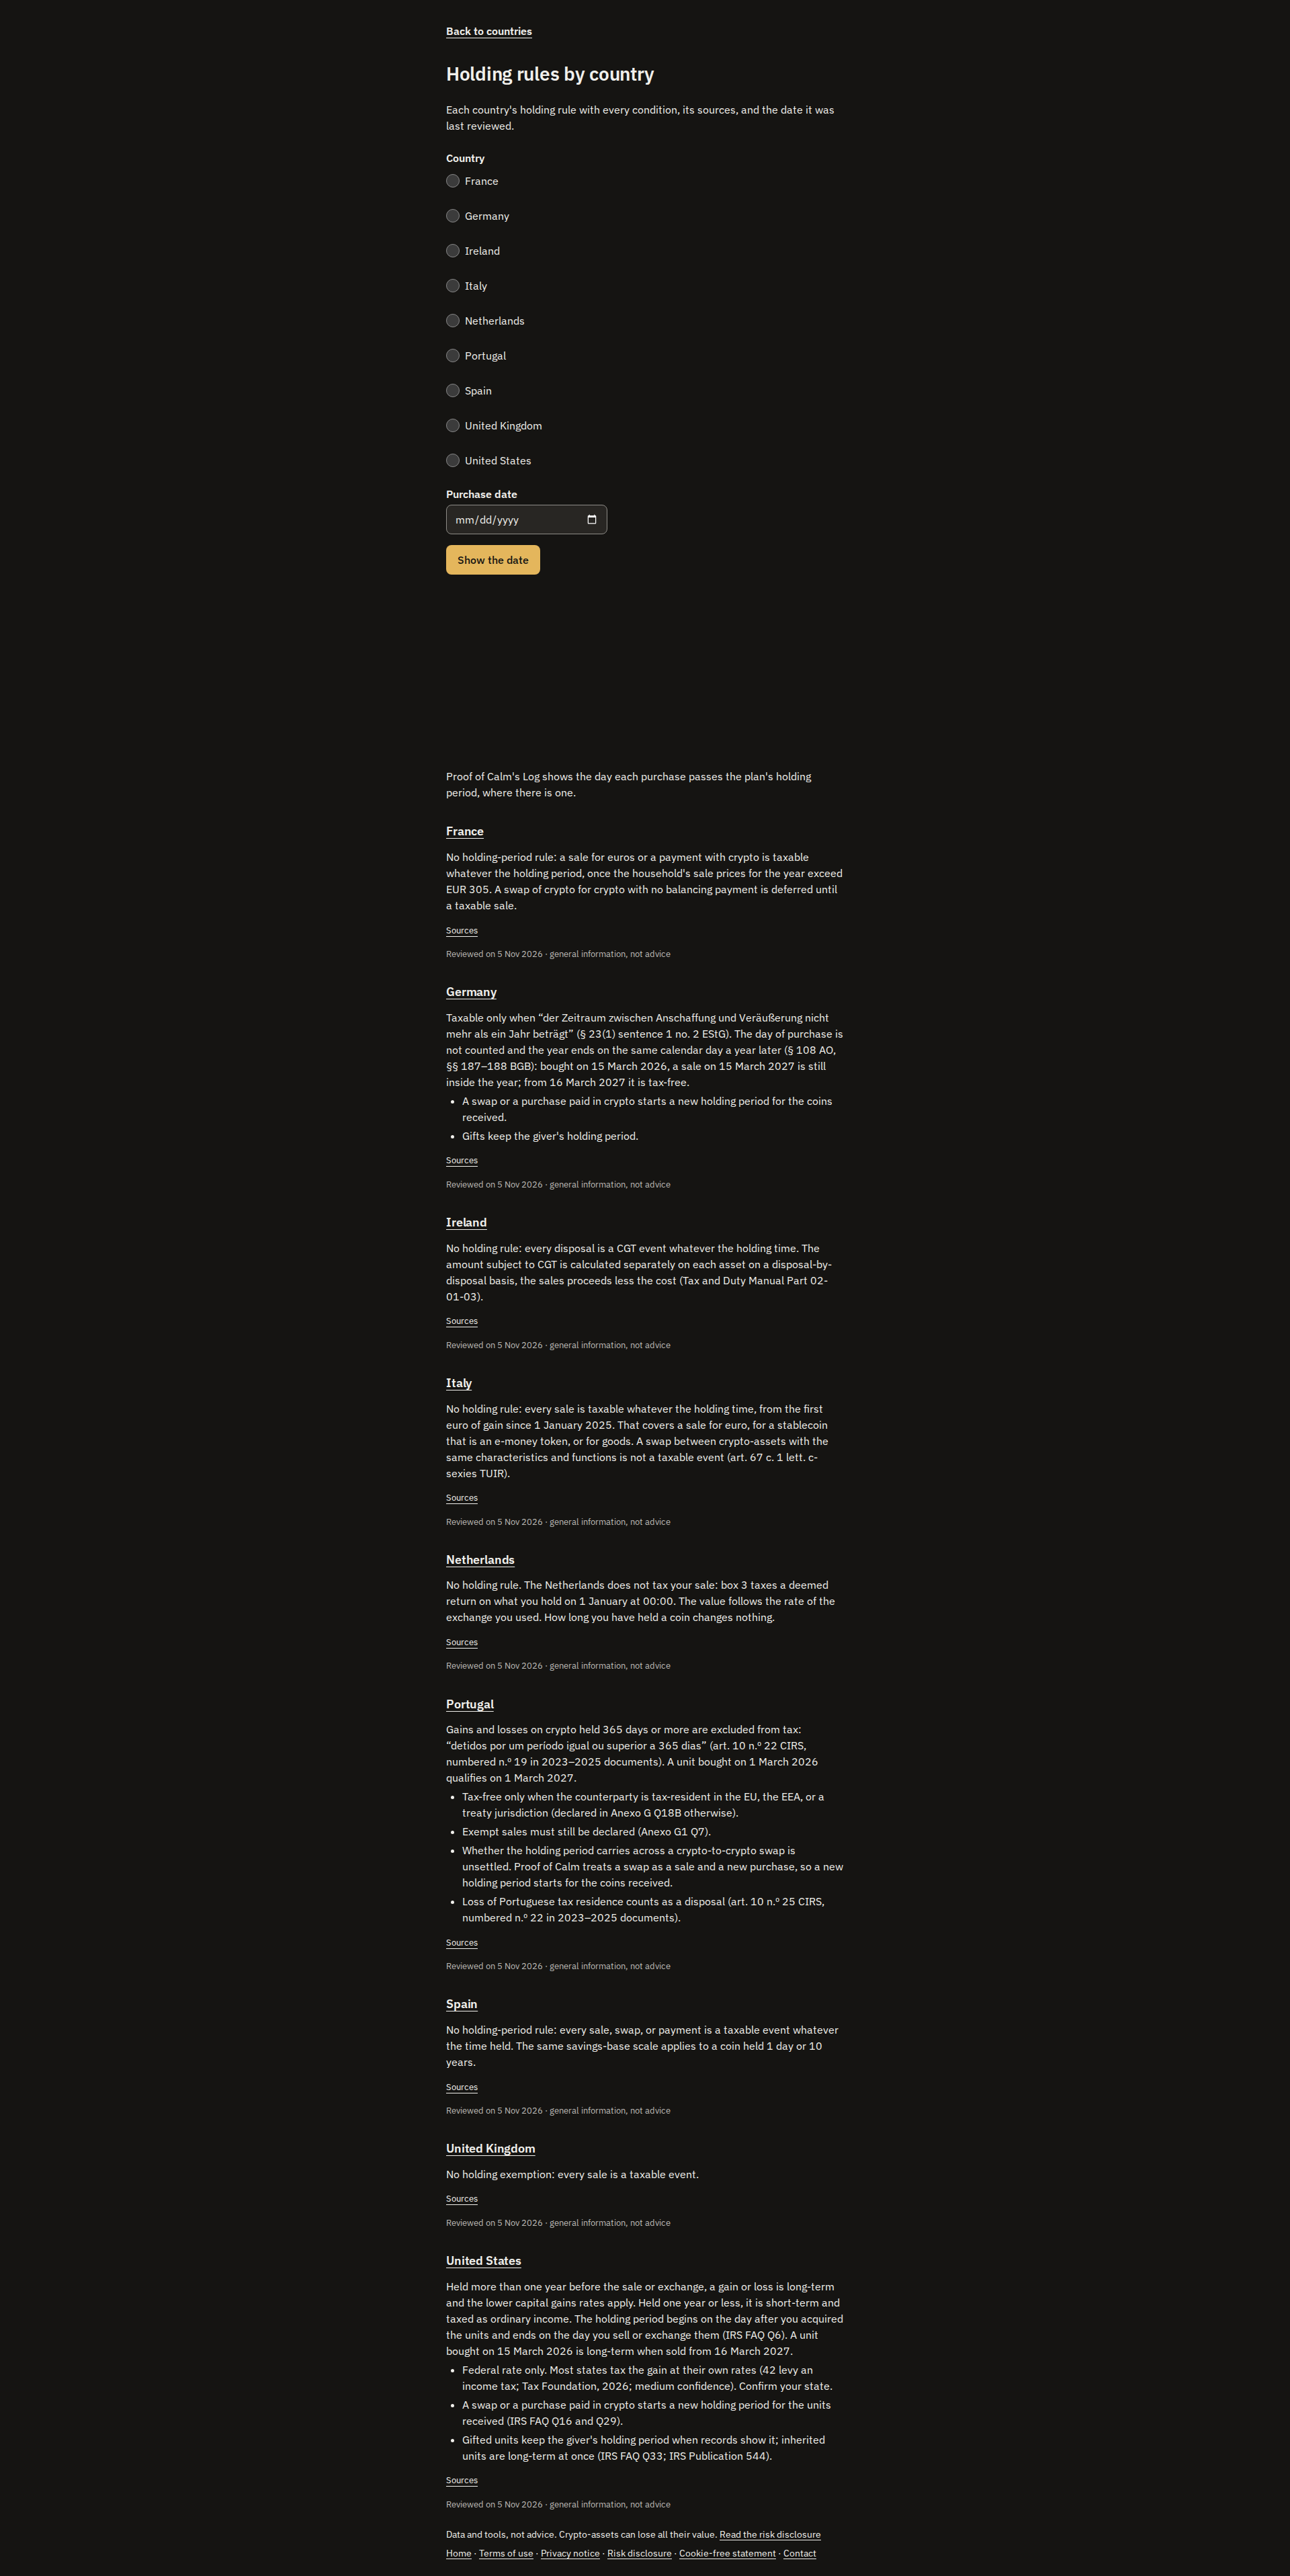 Back to countries
Holding rules by country
Each country's holding rule with every condition, its sources, and the date it was
last reviewed.
Country
France
Germany
Ireland
Italy
Netherlands
Portugal
Spain
United Kingdom
United States
Purchase date
mm/dd/yyyy
Show the date
Proof of Calm's Log shows the day each purchase passes the plan's holding
period, where there is one.
France
No holding-period rule: a sale for euros or a payment with crypto is taxable
whatever the holding period, once the household's sale prices for the year exceed
EUR 305. A swap of crypto for crypto with no balancing payment is deferred until
a taxable sale.
Sources
Reviewed on 5 Nov 2026 · general information, not advice
Germany
Taxable only when “der Zeitraum zwischen Anschaffung und Veräußerung nicht
mehr als ein Jahr beträgt” (§ 23(1) sentence 1 no. 2 EStG). The day of purchase is
not counted and the year ends on the same calendar day a year later (§ 108 AO,
§§ 187–188 BGB): bought on 15 March 2026, a sale on 15 March 2027 is still
inside the year; from 16 March 2027 it is tax-free.
• A swap or a purchase paid in crypto starts a new holding period for the coins
received.
• Gifts keep the giver's holding period.
Sources
Reviewed on 5 Nov 2026 · general information, not advice
Ireland
No holding rule: every disposal is a CGT event whatever the holding time. The
amount subject to CGT is calculated separately on each asset on a disposal-by-
disposal basis, the sales proceeds less the cost (Tax and Duty Manual Part 02-
01-03).
Sources
Reviewed on 5 Nov 2026 · general information, not advice
Italy
No holding rule: every sale is taxable whatever the holding time, from the first
euro of gain since 1 January 2025. That covers a sale for euro, for a stablecoin
that is an e-money token, or for goods. A swap between crypto-assets with the
same characteristics and functions is not a taxable event (art. 67 c. 1 lett. c-
sexies TUIR).
Sources
Reviewed on 5 Nov 2026 · general information, not advice
Netherlands
No holding rule. The Netherlands does not tax your sale: box 3 taxes a deemed
return on what you hold on 1 January at 00:00. The value follows the rate of the
exchange you used. How long you have held a coin changes nothing.
Sources
Reviewed on 5 Nov 2026 · general information, not advice
Portugal
Gains and losses on crypto held 365 days or more are excluded from tax:
“detidos por um período igual ou superior a 365 dias” (art. 10 n.º 22 CIRS,
numbered n.º 19 in 2023–2025 documents). A unit bought on 1 March 2026
qualifies on 1 March 2027.
• Tax-free only when the counterparty is tax-resident in the EU, the EEA, or a
treaty jurisdiction (declared in Anexo G Q18B otherwise).
• Exempt sales must still be declared (Anexo G1 Q7).
• Whether the holding period carries across a crypto-to-crypto swap is
unsettled. Proof of Calm treats a swap as a sale and a new purchase, so a new
holding period starts for the coins received.
• Loss of Portuguese tax residence counts as a disposal (art. 10 n.º 25 CIRS,
numbered n.º 22 in 2023–2025 documents).
Sources
Reviewed on 5 Nov 2026 · general information, not advice
Spain
No holding-period rule: every sale, swap, or payment is a taxable event whatever
the time held. The same savings-base scale applies to a coin held 1 day or 10
years.
Sources
Reviewed on 5 Nov 2026 · general information, not advice
United Kingdom
No holding exemption: every sale is a taxable event.
Sources
Reviewed on 5 Nov 2026 · general information, not advice
United States
Held more than one year before the sale or exchange, a gain or loss is long-term
and the lower capital gains rates apply. Held one year or less, it is short-term and
taxed as ordinary income. The holding period begins on the day after you acquired
the units and ends on the day you sell or exchange them (IRS FAQ Q6). A unit
bought on 15 March 2026 is long-term when sold from 16 March 2027.
• Federal rate only. Most states tax the gain at their own rates (42 levy an
income tax; Tax Foundation, 2026; medium confidence). Confirm your state.
• A swap or a purchase paid in crypto starts a new holding period for the units
received (IRS FAQ Q16 and Q29).
• Gifted units keep the giver's holding period when records show it; inherited
units are long-term at once (IRS FAQ Q33; IRS Publication 544).
Sources
Reviewed on 5 Nov 2026 · general information, not advice
Data and tools, not advice. Crypto-assets can lose all their value. Read the risk disclosure
Home · Terms of use · Privacy notice · Risk disclosure · Cookie-free statement · Contact